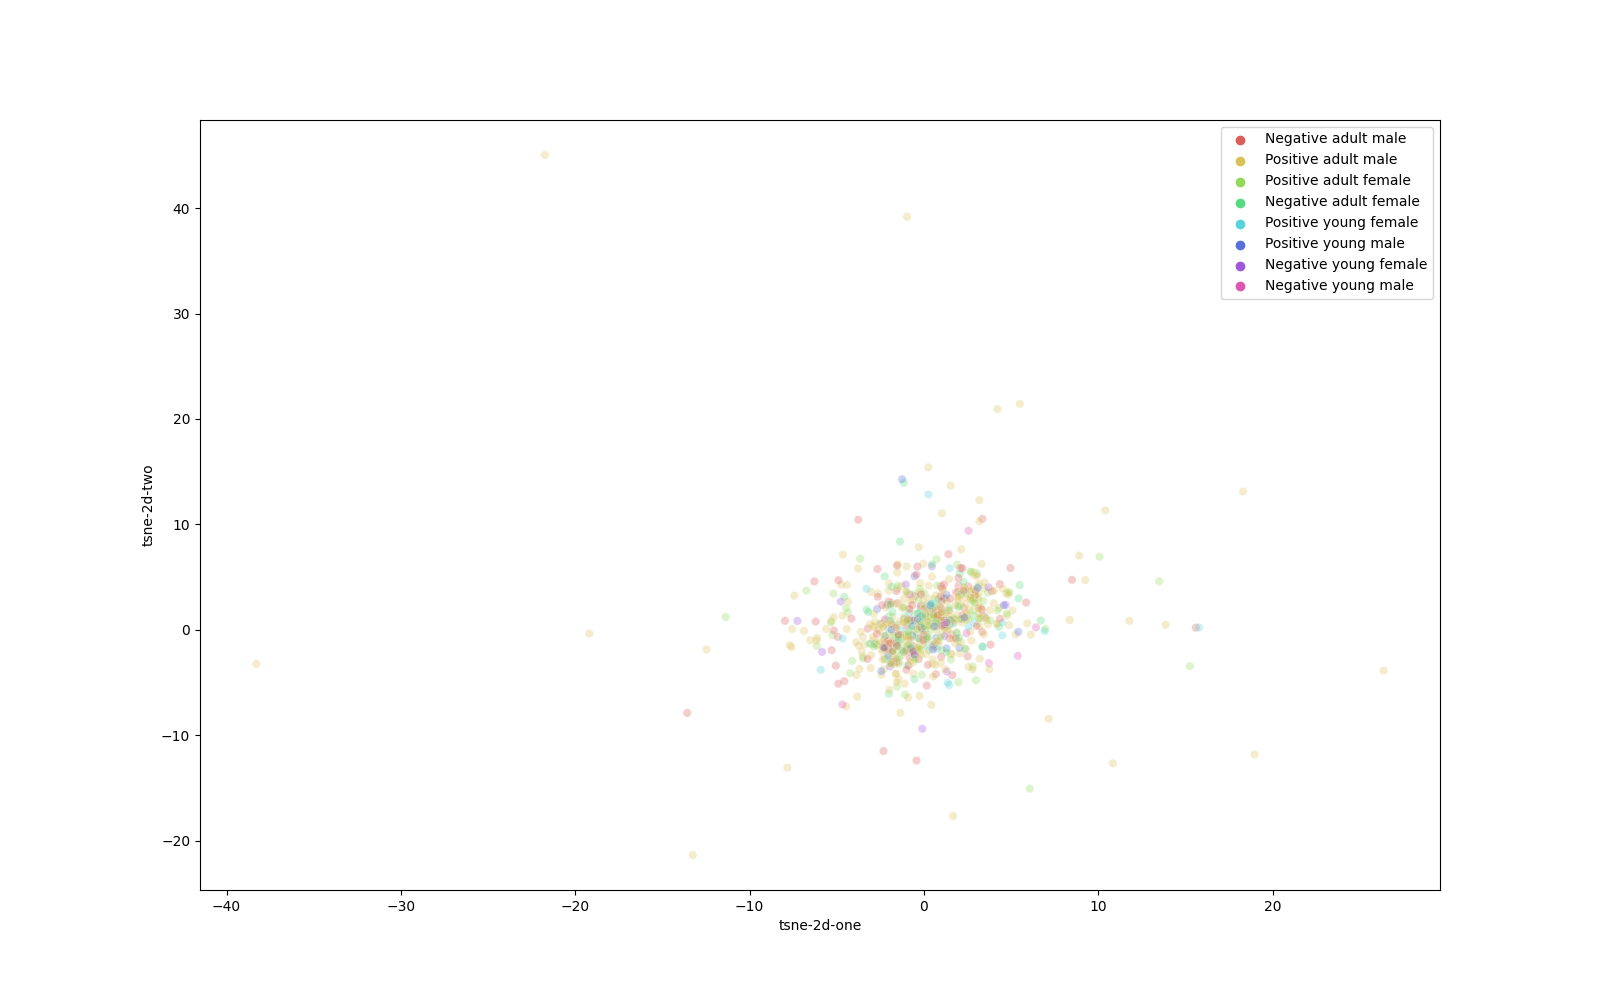 Negative adult male
Positive adult male
Positive adult female
Negative adult female
Positive young female
Positive young male
Negative young female
Negative young male
40
30
20
10
0
−10
−20
tsne-2d-two
−40 −30 −20 −10 0 10 20
tsne-2d-one